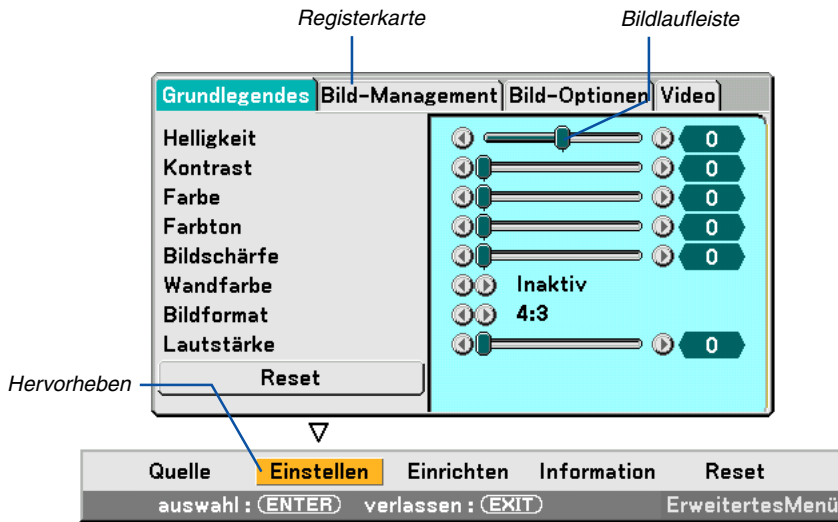 Registerkarte Bildlaufleiste
Grundlegendes Bild-Management Bild-Optionen Video
Helligkeit 0
Kontrast 0
Farbe 0
Farbton 0
Bildschärfe 0
Wandfarbe Inaktiv
Bildformat 4:3
Lautstärke 0
Reset
Hervorheben
Quelle Einstellen Einrichten Information Reset
auswahl : ENTER verlassen : EXIT ErweitertesMenü